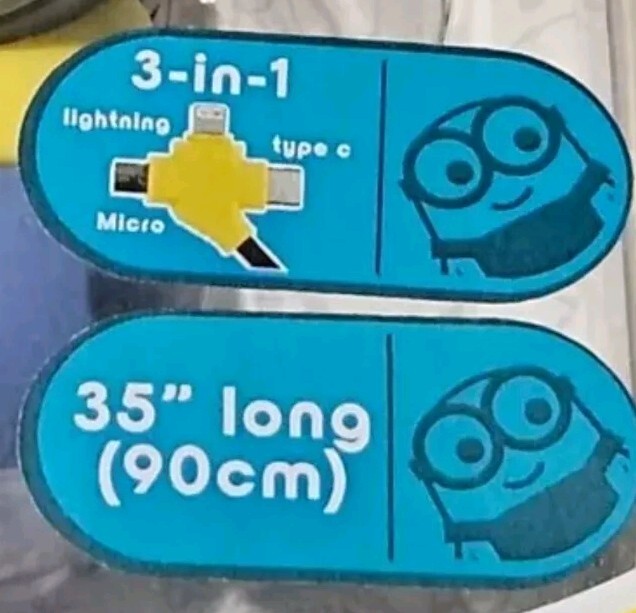 3-in-1
lightning
type c
Micro
35" long
(90cm)